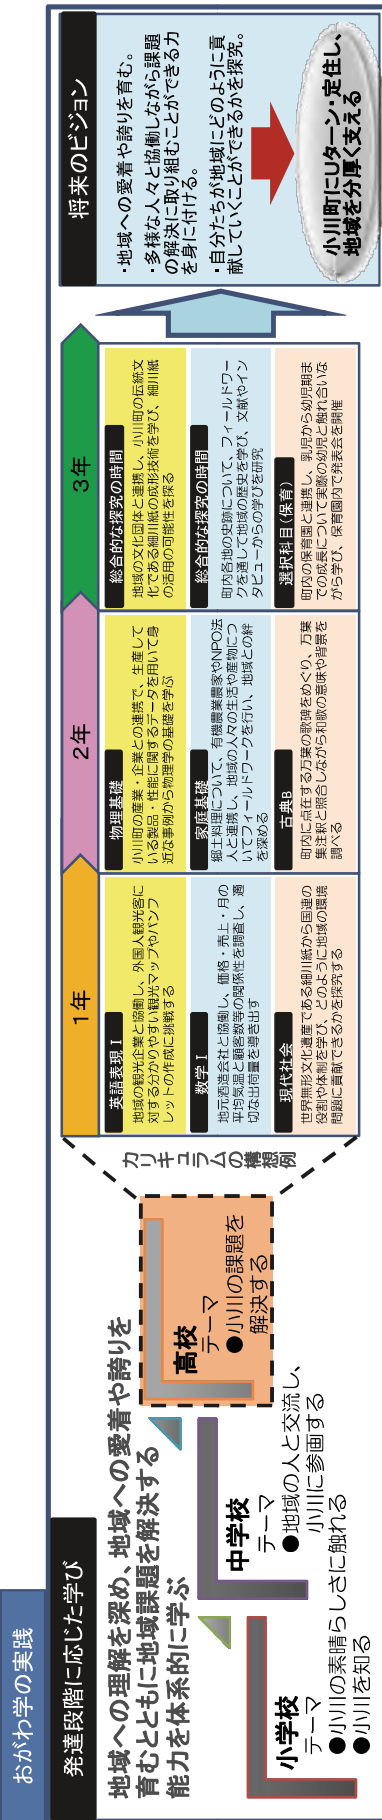 おがわ学の実践
発達段階に応じた学び
地域への理解を深め、地域への愛着や誇りを
育むとともに地域課題を解決する
能力を体系的に学ぶ
小学校
テーマ
●小川の素晴らしさに触れる
●小川を知る
中学校
テーマ
●地域の人と交流し、
小川に参画する
高校
テーマ
●小川の課題を
解決する
カリキュラムの構想例
1年
英語表現Ⅰ
地域の観光企業と協働し、外国人観光客に
対する分かりやすい観光マップやパンフ
レットの作成に挑戦する
数学Ⅰ
地元酒造会社と協働し、価格・売上・月の
平均気温と顧客数等の関係性を調査し、適
切な出荷量を導き出す
現代社会
世界無形文化遺産である細川紙から国連の
役割や体制を学び、どのように地域の環境
問題に貢献できるかを探究する
2年
物理基礎
小川町の産業・企業との連携で、生産して
いる製品・性能に関するデータを用いて身
近な事例から物理学の基礎を学ぶ
家庭基礎
郷土料理について、有機農業農家やNPO法
人と連携し、地域の人々の生活や産物につ
いてフィールドワークを行い、地域との絆
を深める
古典B
町内に点在する万葉の歌碑をめぐり、万葉
集注釈と照合しながら和歌の意味や背景を
調べる
3年
総合的な探究の時間
地域の文化団体と連携し、小川町の伝統文
化である細川紙の成形技術を学び、細川紙
の活用の可能性を探る
総合的な探究の時間
町内各地の史跡について、フィールドワー
クを通して地域の歴史を学び、文献やイン
タビューからの学びを研究
選択科目(保育)
町内の保育園と連携し、乳児から幼児期ま
での成長について実際の幼児と触れ合いな
がら学び、保育園内で発表会を開催
将来のビジョン
・地域への愛着や誇りを育む。
・多様な人々と協働しながら課題
の解決に取り組むことができる力
を身に付ける。
・自分たちが地域にどのように貢
献していくことができるかを探究。
小川町にUターン・定住し、
地域を分厚く支える